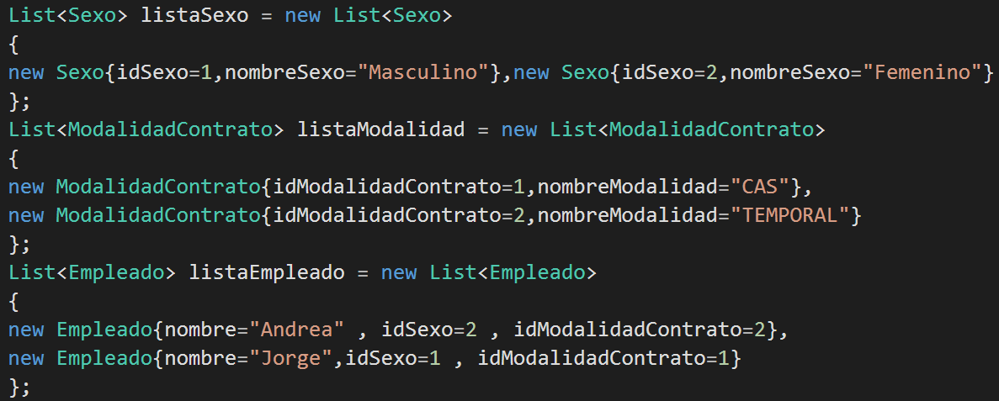 List<Sexo> listaSexo = new List<Sexo>
{
new Sexo{idSexo=1,nombreSexo="Masculino"},new Sexo{idSexo=2,nombreSexo="Femenino"}
};
List<ModalidadContrato> listaModalidad = new List<ModalidadContrato>
{
new ModalidadContrato{idModalidadContrato=1,nombreModalidad="CAS"},
new ModalidadContrato{idModalidadContrato=2,nombreModalidad="TEMPORAL"}
};
List<Empleado> listaEmpleado = new List<Empleado>
{
new Empleado{nombre="Andrea" , idSexo=2 , idModalidadContrato=2},
new Empleado{nombre="Jorge",idSexo=1 , idModalidadContrato=1}
};